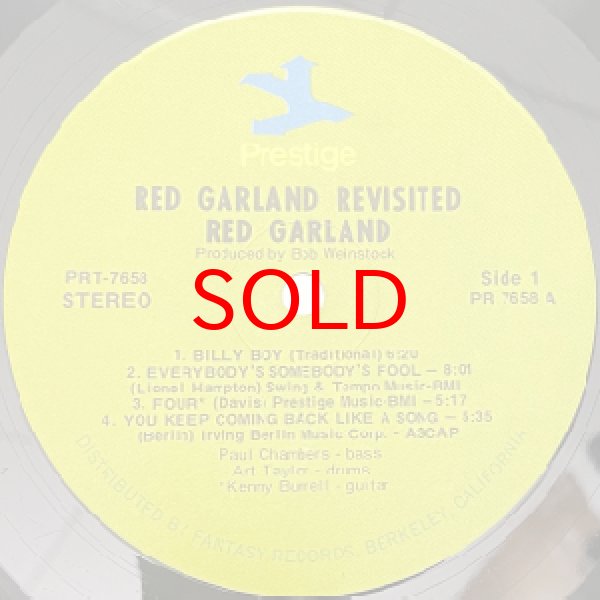 Prestige
RED GARLAND REVISITED
RED GARLAND
Produced by Bob Weinstock
PRT-7658
STEREO
Side 1
PR 7658 A
SOLD
1. BILLY BOY (Traditional) 6:20
2. EVERYBODY'S SOMEBODY'S FOOL – 8:01
(Lionel Hampton) Swing & Tempo Music-BMI
3. FOUR* (Davis) Prestige Music-BMI – 5:17
4. YOU KEEP COMING BACK LIKE A SONG – 5:35
(Berlin) Irving Berlin Music Corp. - ASCAP
Paul Chambers - bass
Art Taylor - drums
*Kenny Burrell - guitar
DISTRIBUTED BY FANTASY RECORDS, BERKELEY, CALIFORNIA